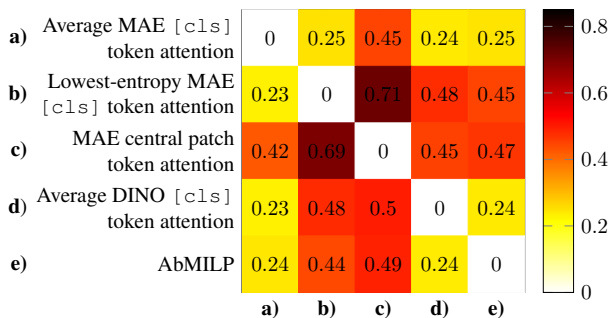 a) Average MAE [cls] token attention 0 0.25 0.45 0.24 0.25
b) Lowest-entropy MAE [cls] token attention 0.23 0 0.71 0.48 0.45
c) MAE central patch token attention 0.42 0.69 0 0.45 0.47
d) Average DINO [cls] token attention 0.23 0.48 0.5 0 0.24
e) AbMILP 0.24 0.44 0.49 0.24 0
a) b) c) d) e)
0.8
0.6
0.4
0.2
0